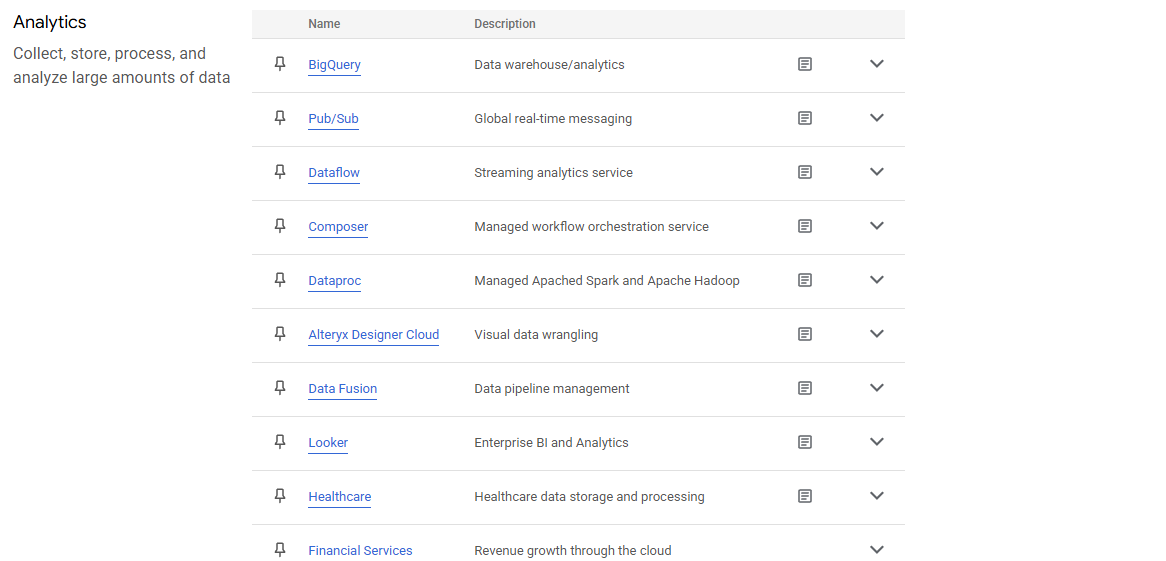 Analytics
Collect, store, process, and
analyze large amounts of data
Name Description
BigQuery Data warehouse/analytics
Pub/Sub Global real-time messaging
Dataflow Streaming analytics service
Composer Managed workflow orchestration service
Dataproc Managed Apached Spark and Apache Hadoop
Alteryx Designer Cloud Visual data wrangling
Data Fusion Data pipeline management
Looker Enterprise BI and Analytics
Healthcare Healthcare data storage and processing
Financial Services Revenue growth through the cloud